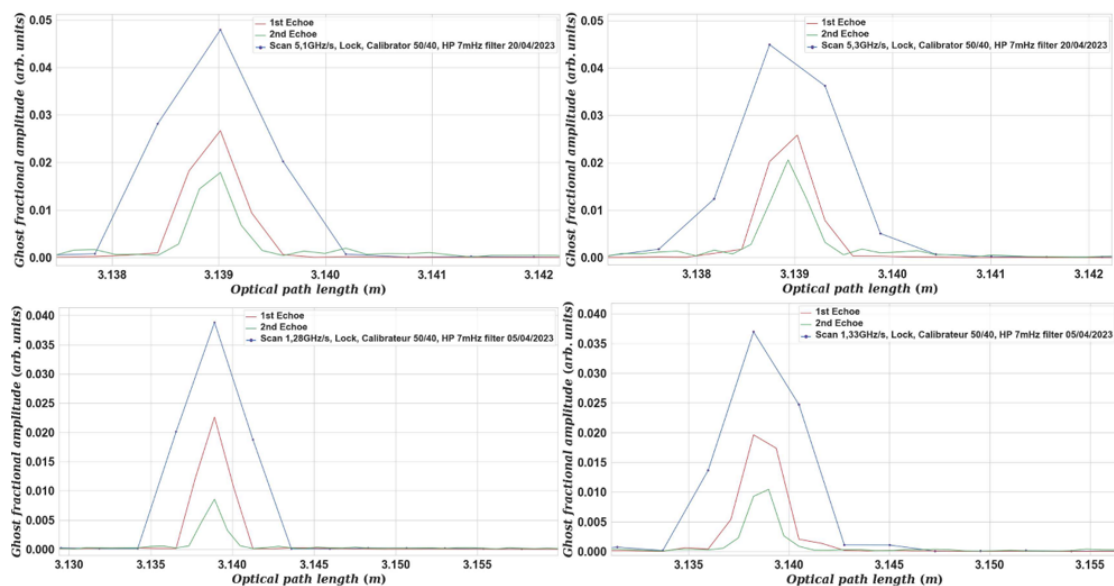 0.05
0.04
0.03
0.02
0.01
0.00
Ghost fractional amplitude (arb. units)
1st Echoe
2nd Echoe
Scan 5,1GHz/s, Lock, Calibrator 50/40, HP 7mHz filter 20/04/2023
3.138 3.139 3.140 3.141 3.142
Optical path length (m)
0.05
0.04
0.03
0.02
0.01
0.00
Ghost fractional amplitude (arb. units)
1st Echoe
2nd Echoe
Scan 5,3GHz/s, Lock, Calibrator 50/40, HP 7mHz filter 20/04/2023
3.138 3.139 3.140 3.141 3.142
Optical path length (m)
0.040
0.035
0.030
0.025
0.020
0.015
0.010
0.005
0.000
Ghost fractional amplitude (arb. units)
1st Echoe
2nd Echoe
Scan 1,28GHz/s, Lock, Calibrateur 50/40, HP 7mHz filter 05/04/2023
3.130 3.135 3.140 3.145 3.150 3.155
Optical path length (m)
0.040
0.035
0.030
0.025
0.020
0.015
0.010
0.005
0.000
Ghost fractional amplitude (arb. units)
1st Echoe
2nd Echoe
Scan 1,33GHz/s, Lock, Calibrateur 50/40, HP 7mHz filter 05/04/2023
3.135 3.140 3.145 3.150 3.155
Optical path length (m)